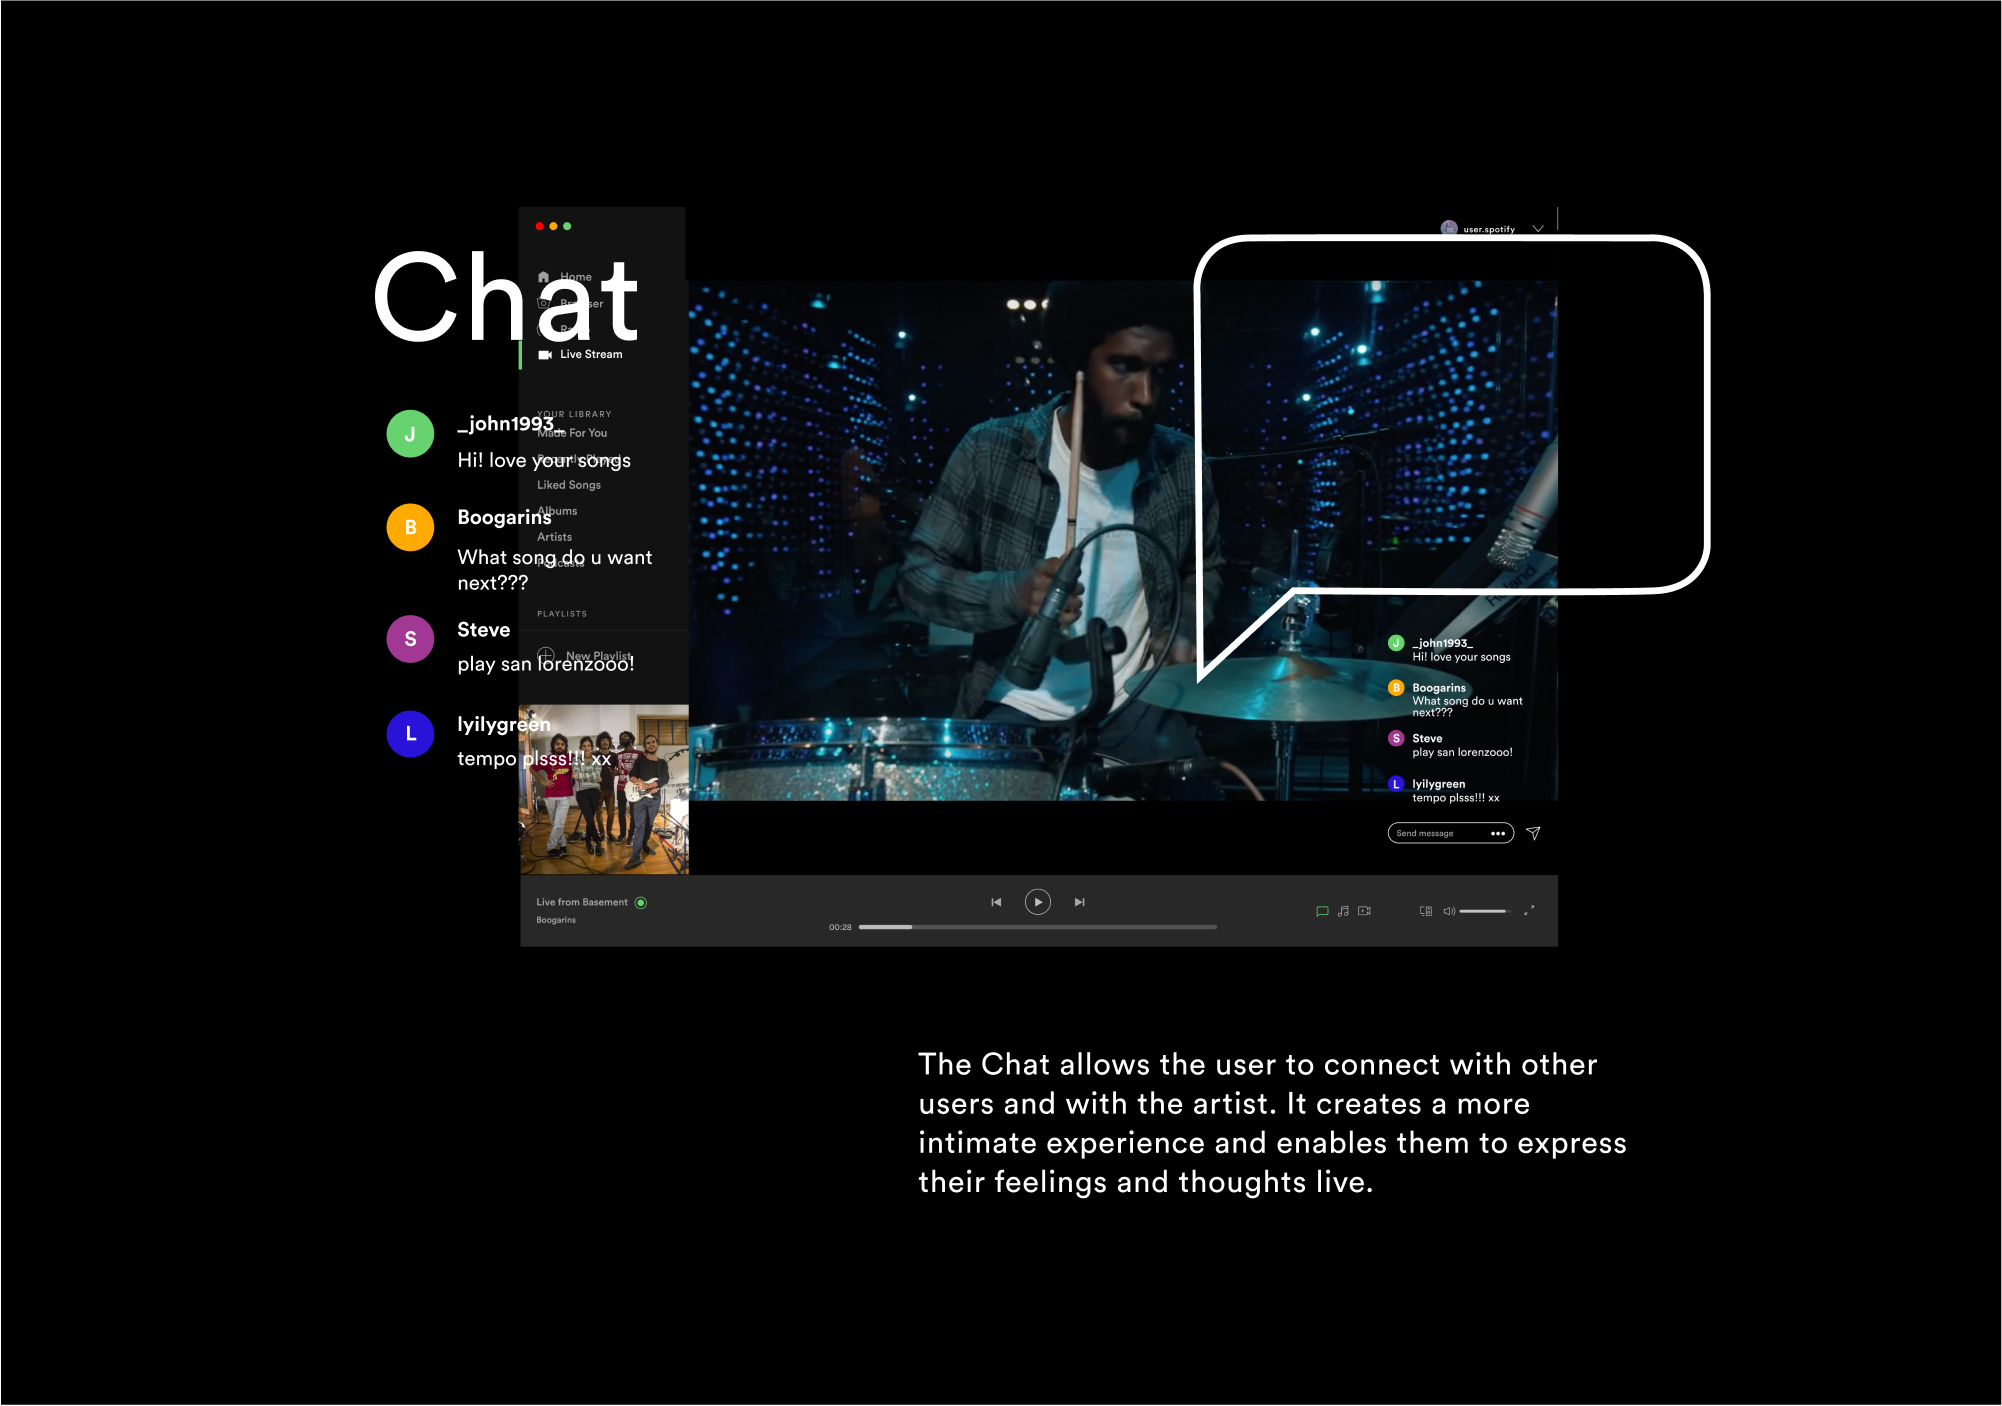 Chat
_john1993_
Hi! love your songs
Boogarins
What song do u want
next???
Steve
play san lorenzooo!
lyilygreen
tempo plsss!!! xx
user.spotify
Home
Browser
Radio
Live Stream
YOUR LIBRARY
Made For You
Recently Played
Liked Songs
Albums
Artists
Podcasts
PLAYLISTS
New Playlist
Roland
_john1993_
Hi! love your songs
Boogarins
What song do u want
next???
Steve
play san lorenzooo!
lyilygreen
tempo plsss!!! xx
Send message
Live from Basement
Boogarins
00:28
The Chat allows the user to connect with other
users and with the artist. It creates a more
intimate experience and enables them to express
their feelings and thoughts live.